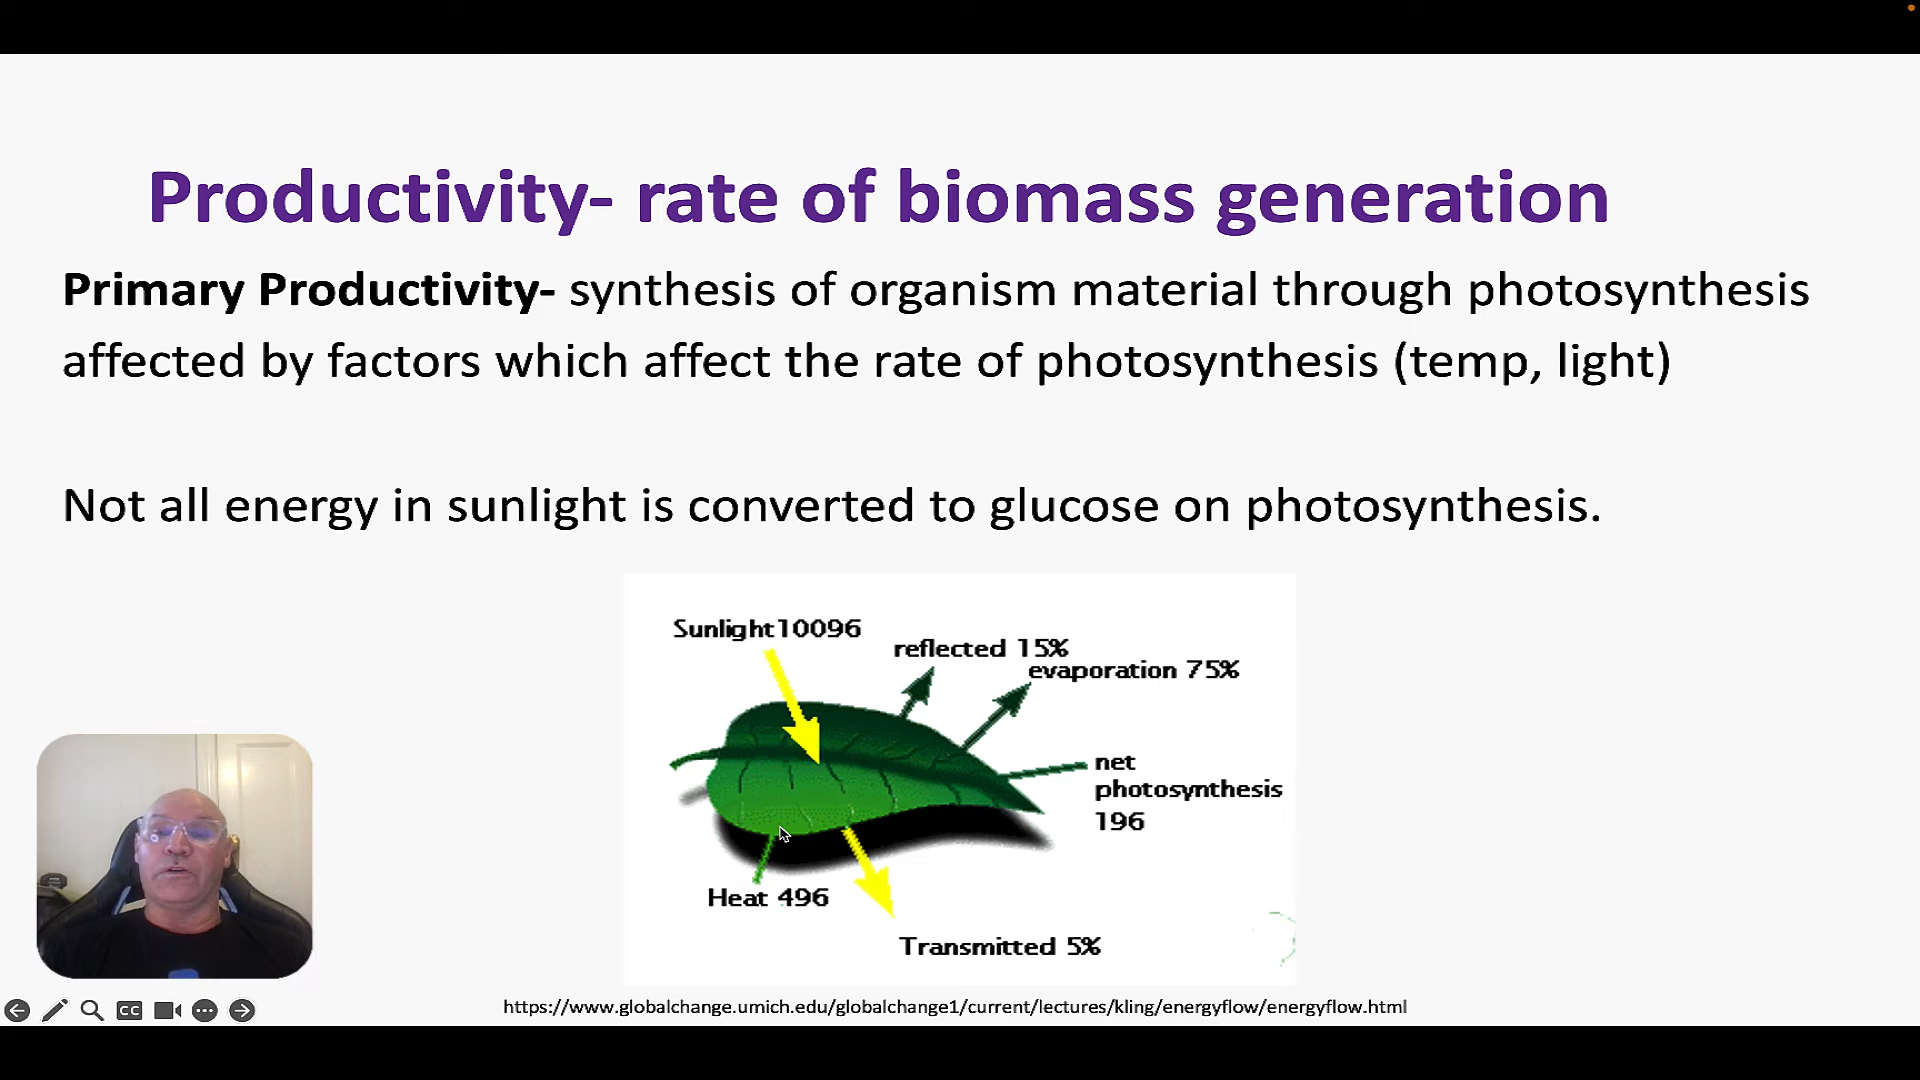 Productivity- rate of biomass generation
Primary Productivity- synthesis of organism material through photosynthesis
affected by factors which affect the rate of photosynthesis (temp, light)
Not all energy in sunlight is converted to glucose on photosynthesis.
Sunlight10096
reflected 15%
evaporation 75%
net
photosynthesis
196
Heat 496
Transmitted 5%
CC
https://www.globalchange.umich.edu/globalchange1/current/lectures/kling/energyflow/energyflow.html